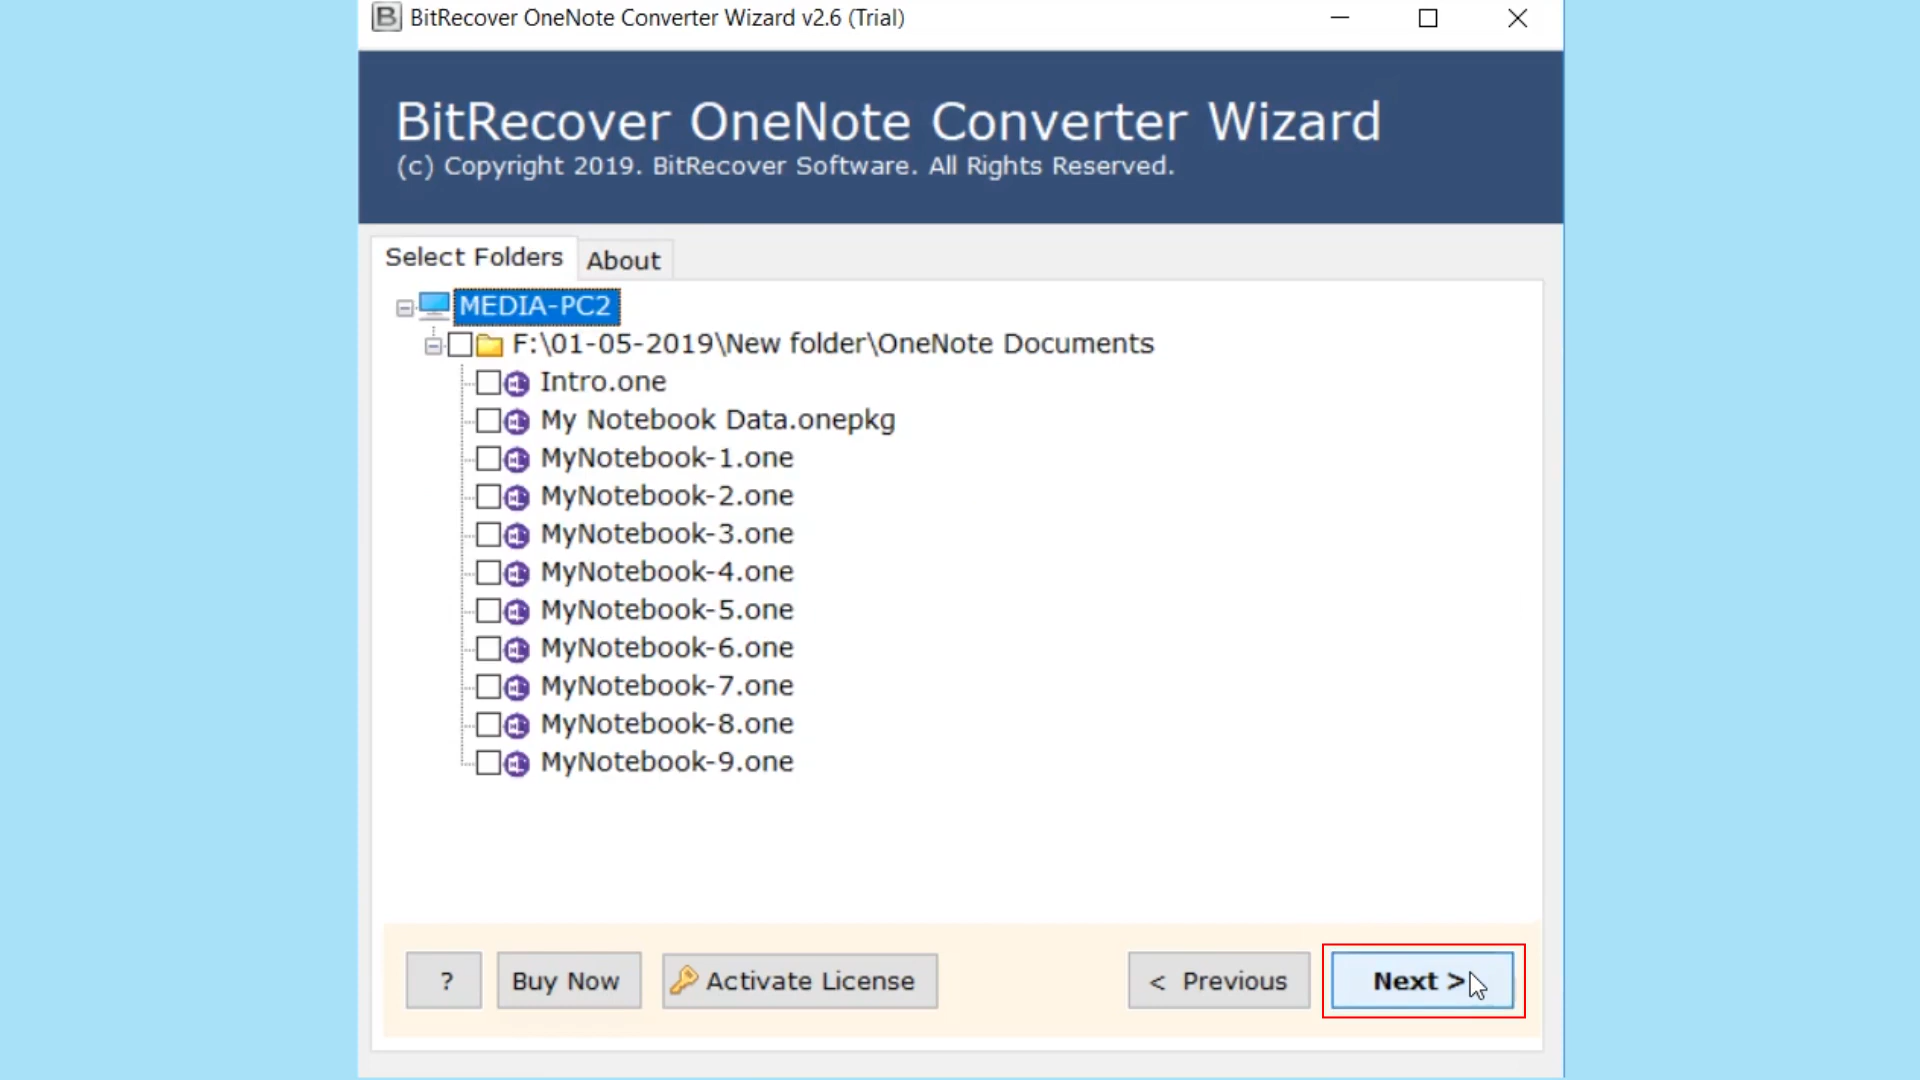 BitRecover OneNote Converter Wizard v2.6 (Trial)
BitRecover OneNote Converter Wizard
(c) Copyright 2019. BitRecover Software. All Rights Reserved.
Select Folders About
MEDIA-PC2
F:\01-05-2019\New folder\OneNote Documents
Intro.one
My Notebook Data.onepkg
MyNotebook-1.one
MyNotebook-2.one
MyNotebook-3.one
MyNotebook-4.one
MyNotebook-5.one
MyNotebook-6.one
MyNotebook-7.one
MyNotebook-8.one
MyNotebook-9.one
? Buy Now Activate License < Previous Next >